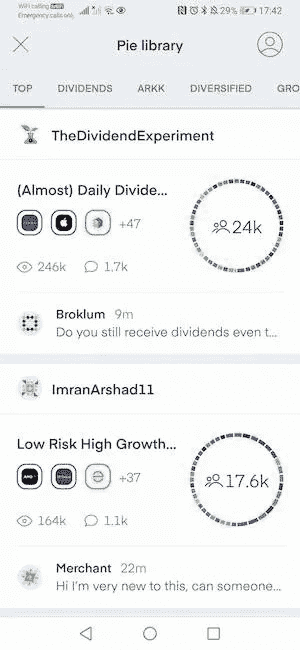 WiFi calling
Emergency calls only
29% 17:42
Pie library
TOP DIVIDENDS ARKK DIVERSIFIED GRO
TheDividendExperiment
(Almost) Daily Divide...
+47
24k
246k 1.7k
Broklum 9m
Do you still receive dividends even t...
ImranArshad11
Low Risk High Growth...
+37
17.6k
164k 1.1k
Merchant 22m
Hi I'm very new to this, can someone...